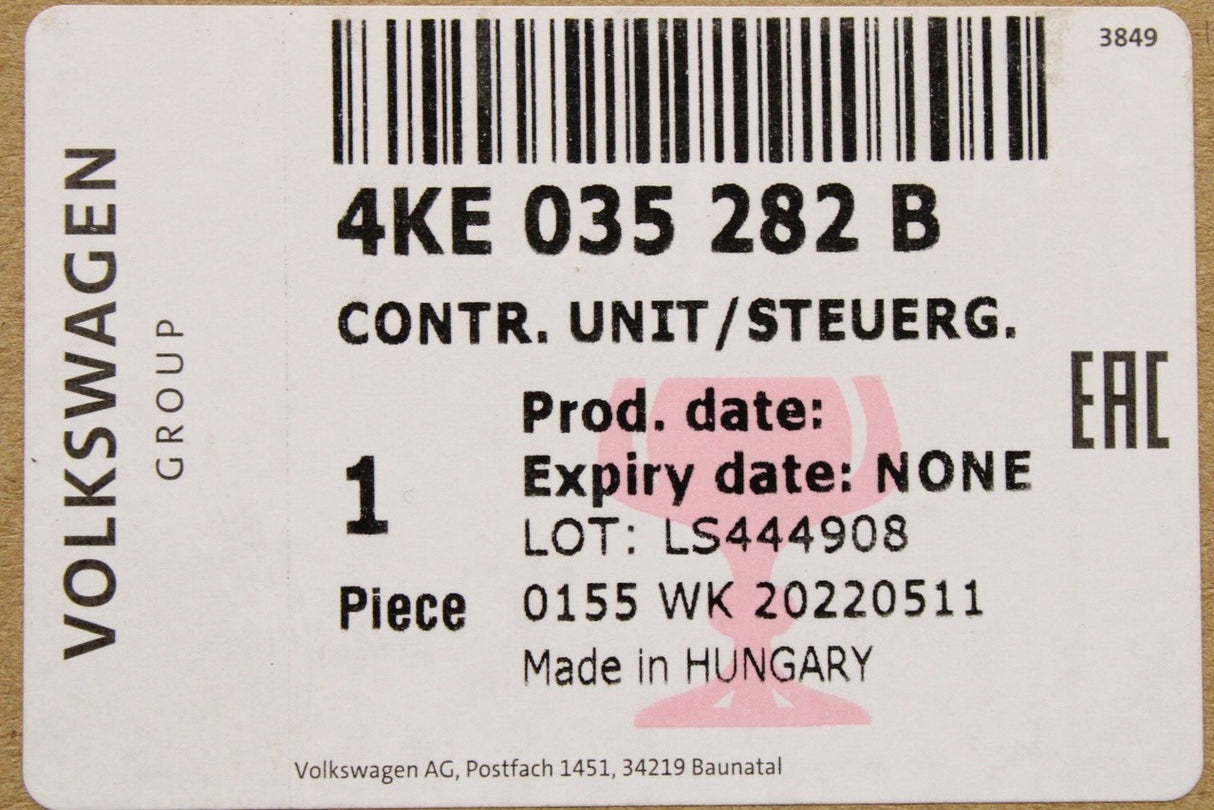 VOLKSWAGEN
GROUP
3849
4KE 035 282 B
CONTR. UNIT/STEUERG.
EAC
Prod. date:
Expiry date: NONE
1
LOT: LS444908
Piece
0155 WK 20220511
Made in HUNGARY
Volkswagen AG, Postfach 1451, 34219 Baunatal